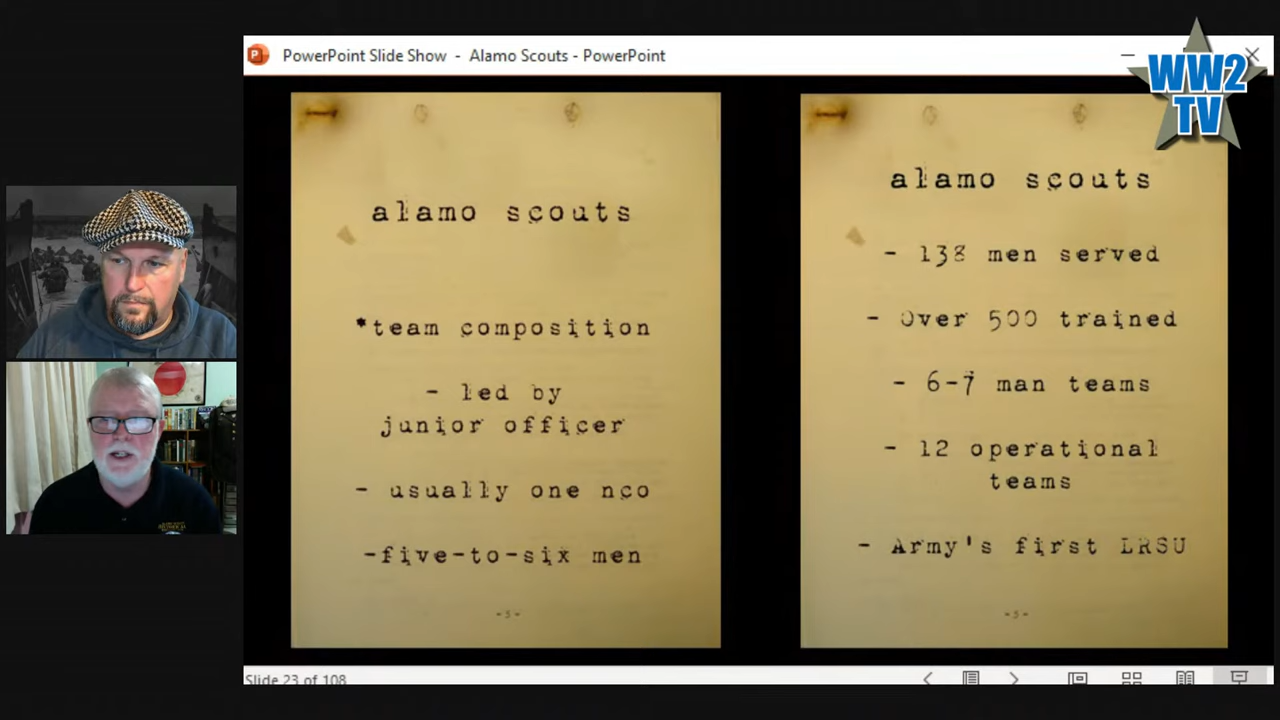 PowerPoint Slide Show - Alamo Scouts - PowerPoint
WW2
TV
alamo scouts
*team composition
- led by
junior officer
- usually one nco
-five-to-six men
-5-
alamo scouts
- 138 men served
- Over 500 trained
- 6-7 man teams
- 12 operational
teams
- Army's first LRSU
-5-
Slide 23 of 108